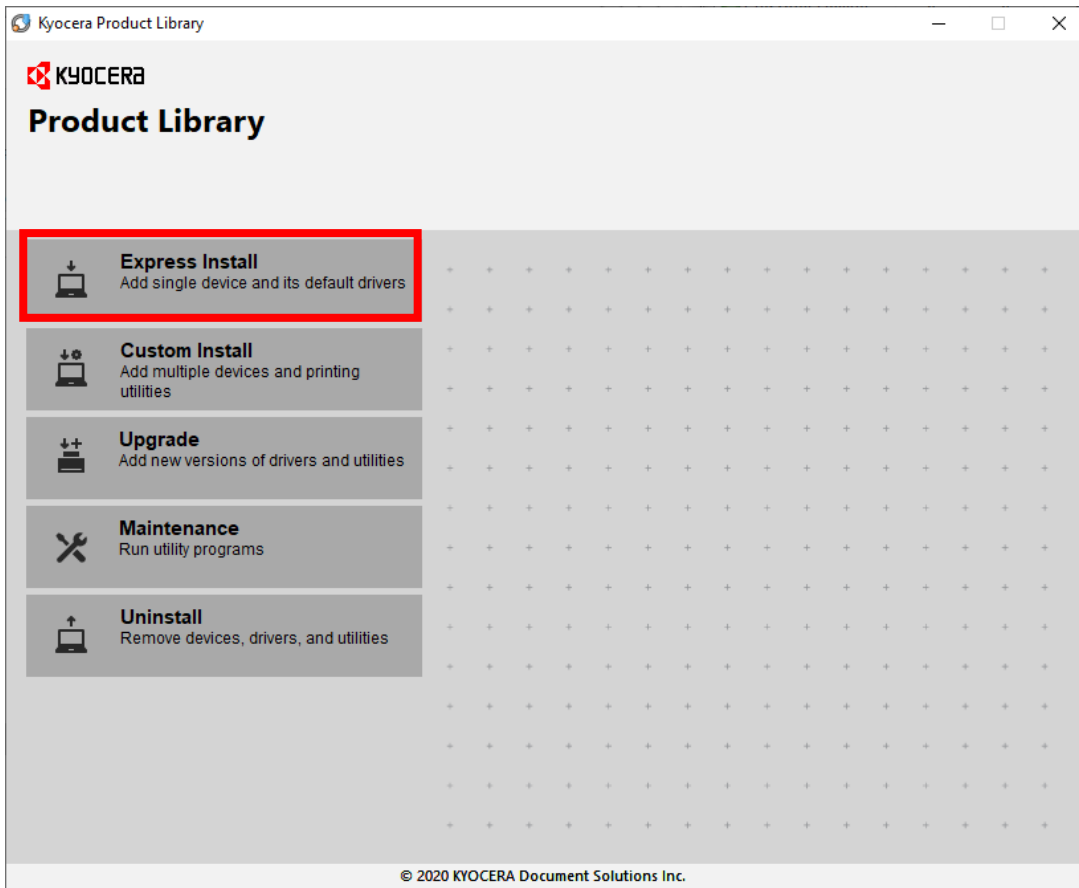 Kyocera Product Library
KYOCERA
Product Library
Express Install
Add single device and its default drivers
Custom Install
Add multiple devices and printing
utilities
Upgrade
Add new versions of drivers and utilities
Maintenance
Run utility programs
Uninstall
Remove devices, drivers, and utilities
© 2020 KYOCERA Document Solutions Inc.